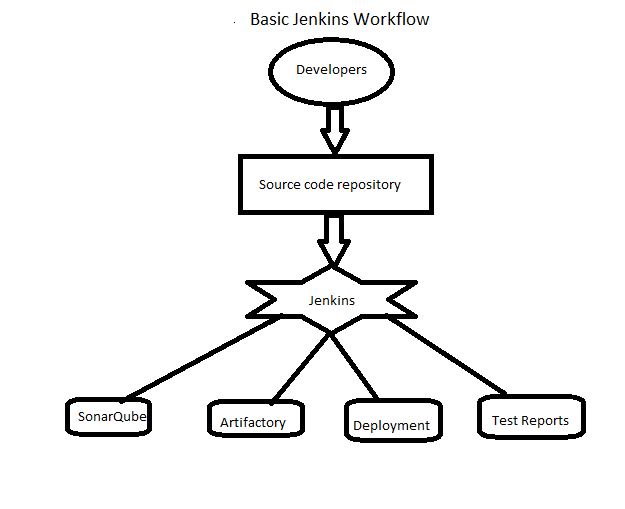 Basic Jenkins Workflow
Developers
Source code repository
Jenkins
SonarQube
Artifactory
Deployment
Test Reports